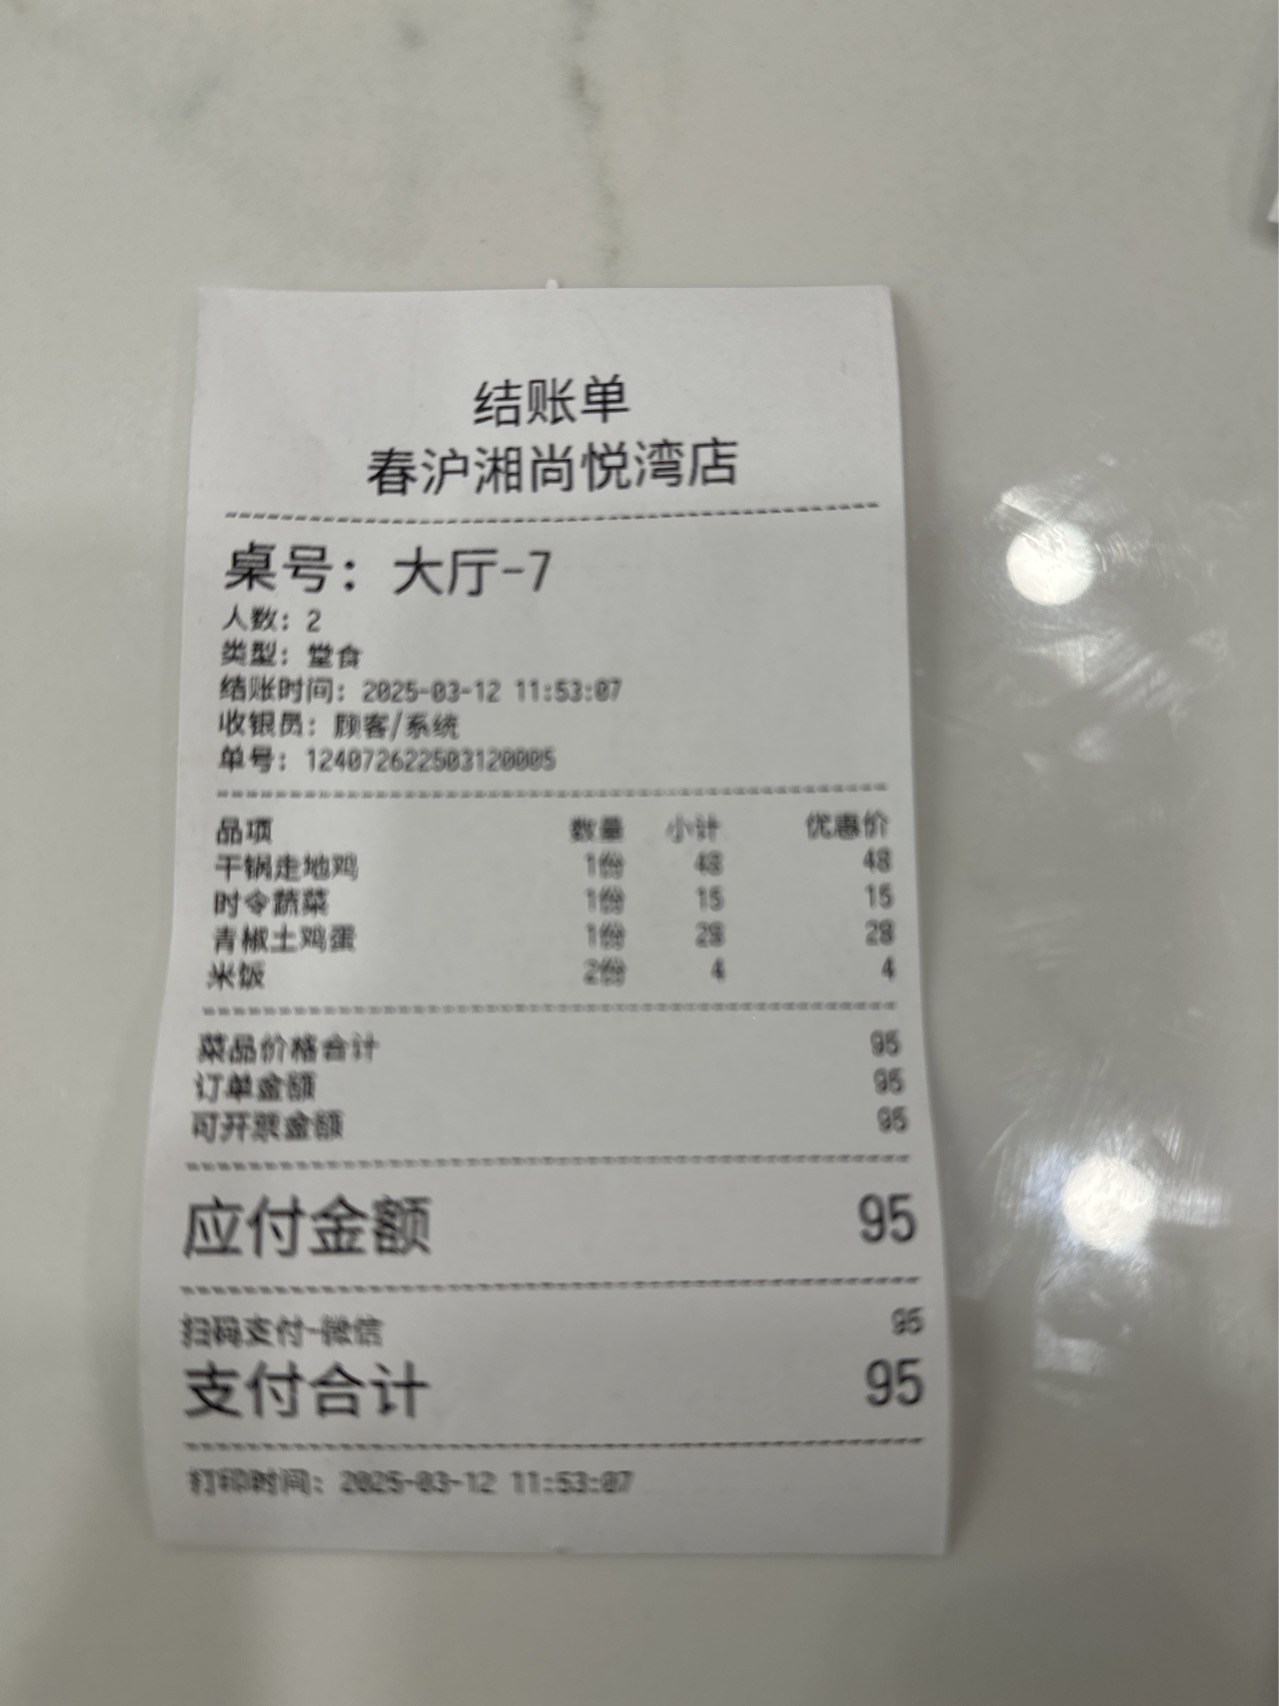 结账单
春沪湘尚悦湾店
桌号：大厅-7
人数：2
类型：堂食
结账时间：2025-03-12 11:53:07
收银员：顾客/系统
单号：124072622503120005
品项 数量 小计 优惠价
干锅走地鸡 1份 48 48
时令蔬菜 1份 15 15
青椒土鸡蛋 1份 28 28
米饭 2份 4 4
菜品价格合计 95
订单金额 95
可开票金额 95
应付金额 95
扫码支付-微信 95
支付合计 95
打印时间：2025-03-12 11:53:07